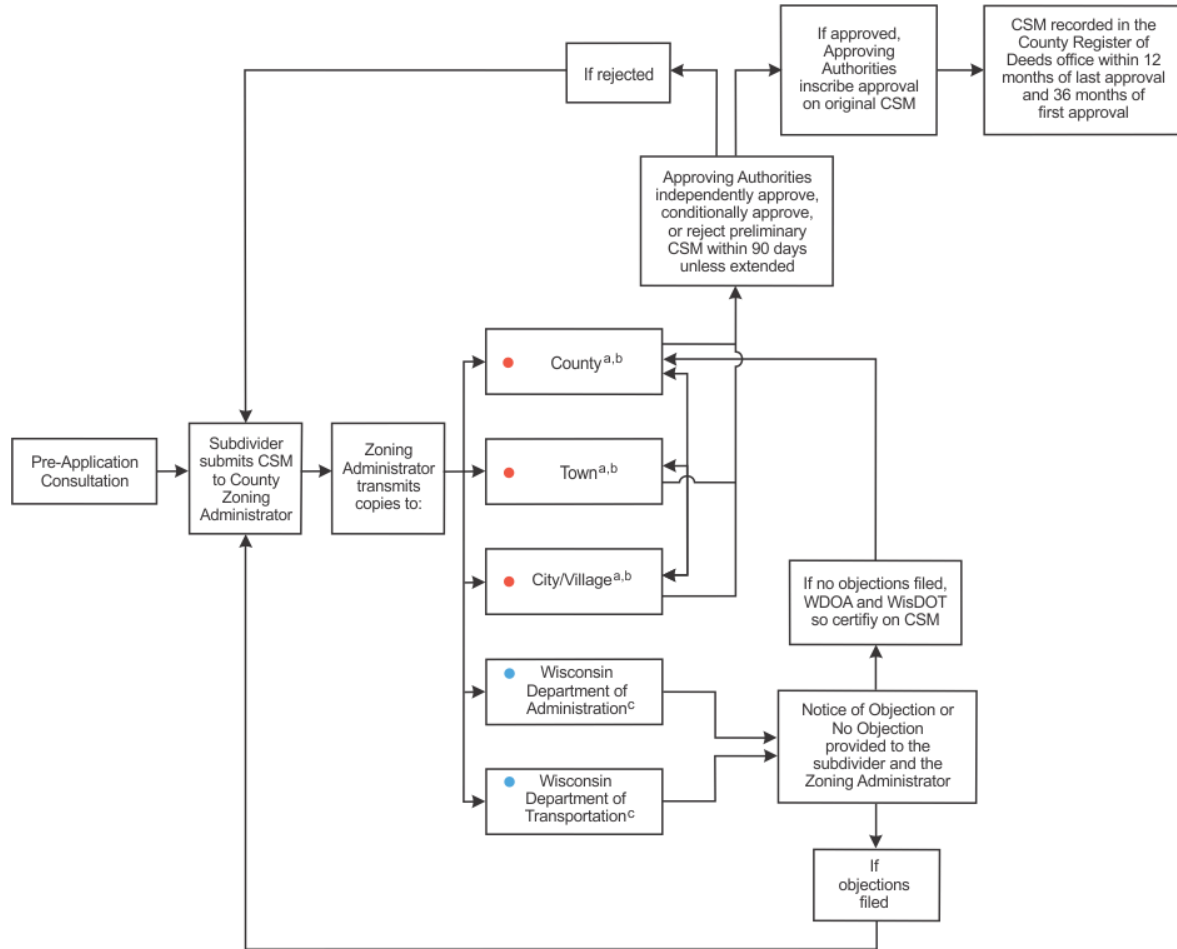 If rejected
If approved,
Approving
Authorities
inscribe approval
on original CSM
CSM recorded in the
County Register of
Deeds office within 12
months of last approval
and 36 months of
first approval
Approving Authorities
independently approve,
conditionally approve,
or reject preliminary
CSM within 90 days
unless extended
Pre-Application
Consultation
Subdivider
submits CSM
to County
Zoning
Administrator
Zoning
Administrator
transmits
copies to:
County a,b
Town a,b
City/Village a,b
Wisconsin
Department of
Administration c
Wisconsin
Department of
Transportation c
If no objections filed,
WDOA and WisDOT
so certifiy on CSM
Notice of Objection or
No Objection
provided to the
subdivider and the
Zoning Administrator
If
objections
filed